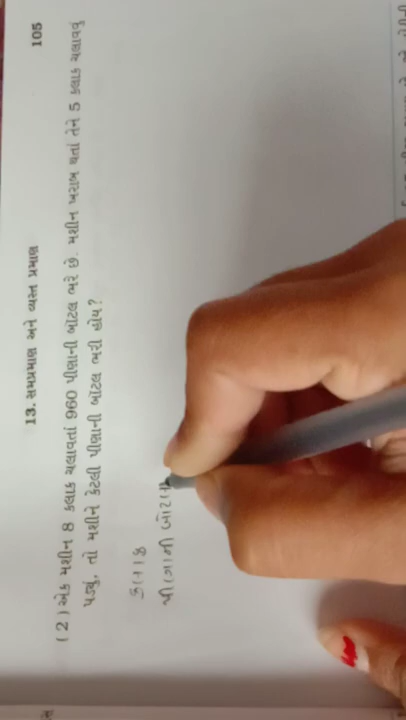 13. સમપ્રમાણ અને વ્યસ્ત પ્રમાણ 105
(2) એક મશીન 8 કલાક ચલાવતાં 960 પીણાની બૉટલ ભરે છે. મશીન ખરાબ થતાં તેને 5 કલાક ચલાવવું
પડ્યું, તો મશીને કેટલી પીણાની બૉટલ ભરી હોય?
કલાક
પીણાની બોટલ